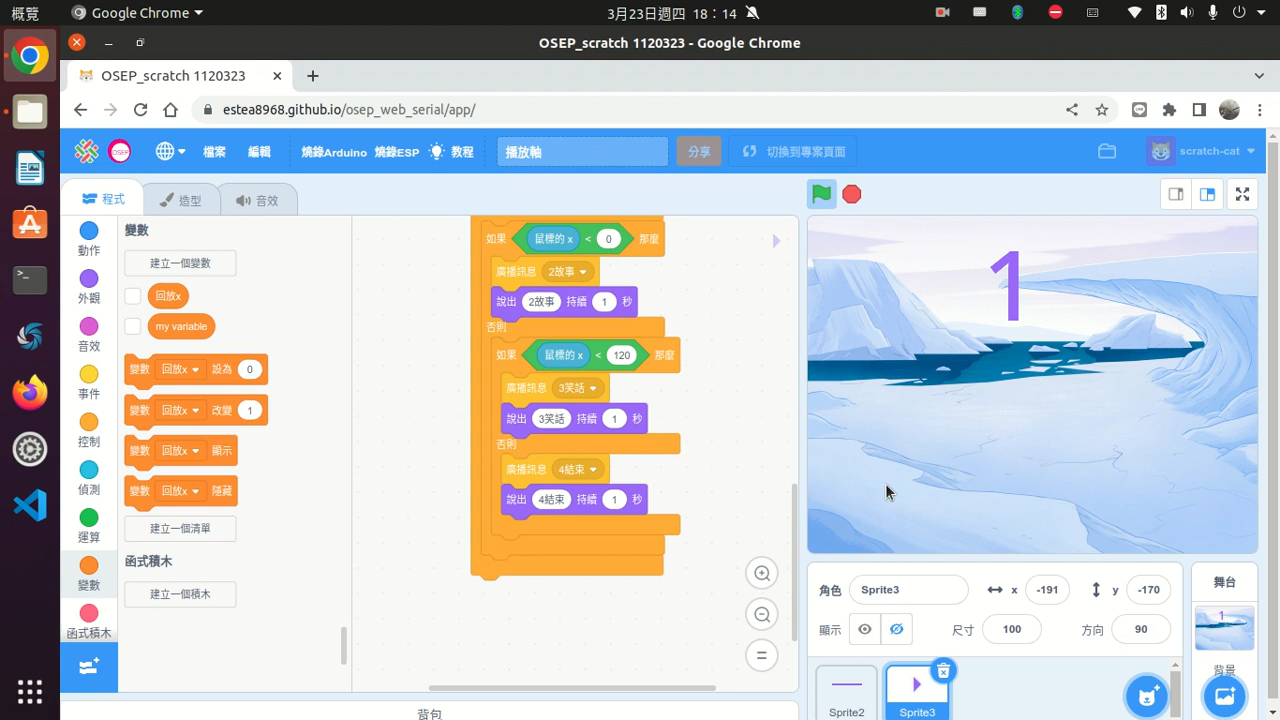 概覽 Google Chrome 3月23日週四 18：14
OSEP_scratch 1120323 - Google Chrome
OSEP_scratch 1120323
estea8968.github.io/osep_web_serial/app/
OSEP 檔案 編輯 燒錄Arduino 燒錄ESP 教程 播放軸 分享 切換到專案頁面 scratch-cat
程式 造型 音效
動作
外觀
音效
事件
控制
偵測
運算
變數
函式積木
變數
建立一個變數
回放x
my variable
變數 回放x 設為 0
變數 回放x 改變 1
變數 回放x 顯示
變數 回放x 隱藏
建立一個清單
函式積木
建立一個積木
如果 鼠標的 x < 0 那麼
廣播訊息 2故事
說出 2故事 持續 1 秒
否則
如果 鼠標的 x < 120 那麼
廣播訊息 3笑話
說出 3笑話 持續 1 秒
否則
廣播訊息 4結束
說出 4結束 持續 1 秒
背包
1
角色 Sprite3 x -191 y -170
顯示 尺寸 100 方向 90
Sprite2
Sprite3
舞台
1
背景